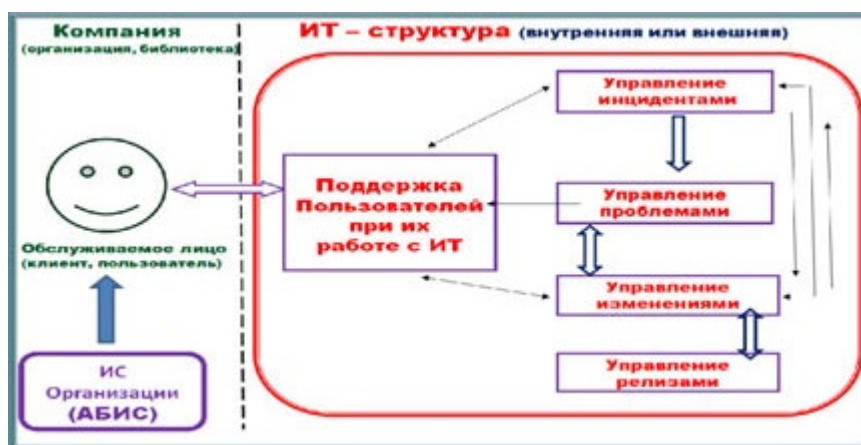 Компания
(организация, библиотека)
Обслуживаемое лицо
(клиент, пользователь)
ИС
Организации
(АБИС)
ИТ – структура (внутренняя или внешняя)
Поддержка
Пользователей
при их
работе с ИТ
Управление
инцидентами
Управление
проблемами
Управление
изменениями
Управление
релизами